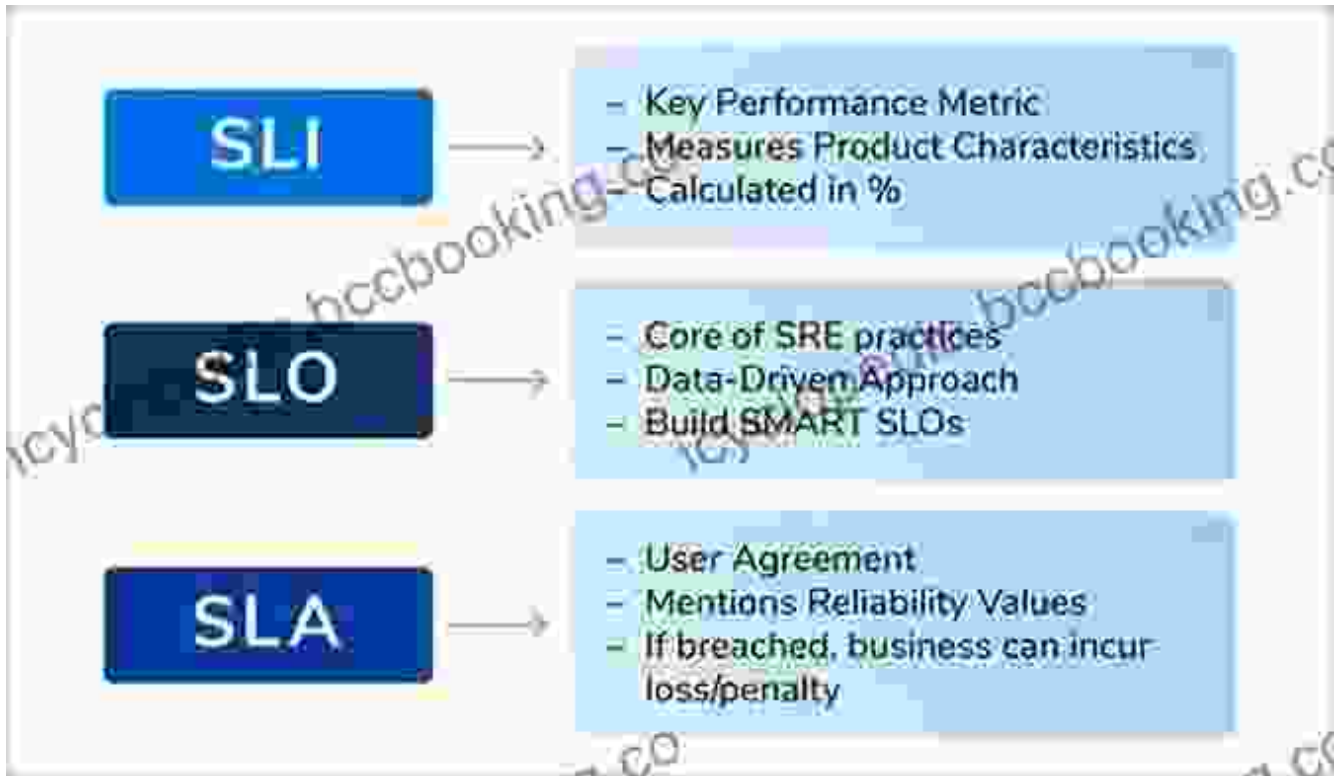 SLI
– Key Performance Metric
– Measures Product Characteristics
– Calculated in %
SLO
– Core of SRE practices
– Data-Driven Approach
– Build SMART SLOs
SLA
– User Agreement
– Mentions Reliability Values
– If breached, business can incur
loss/penalty